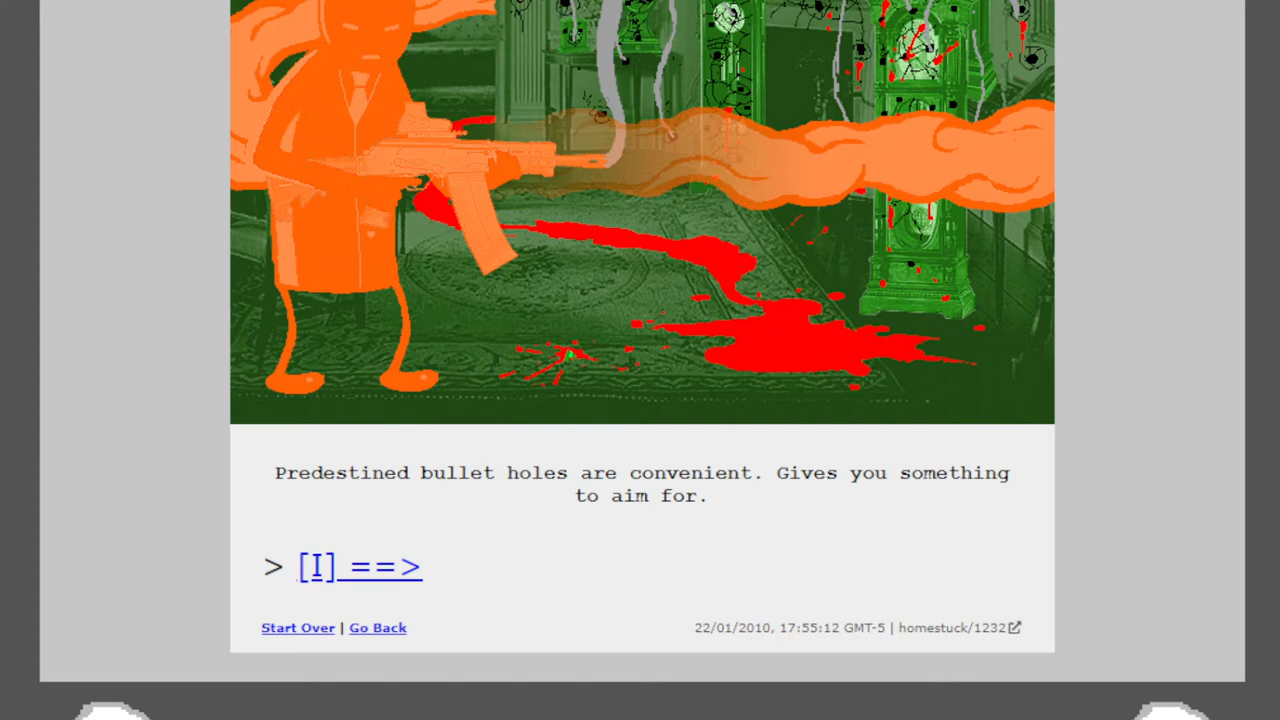 Predestined bullet holes are convenient. Gives you something
to aim for.
> [I] ==>
Start Over | Go Back
22/01/2010, 17:55:12 GMT-5 | homestuck/1232